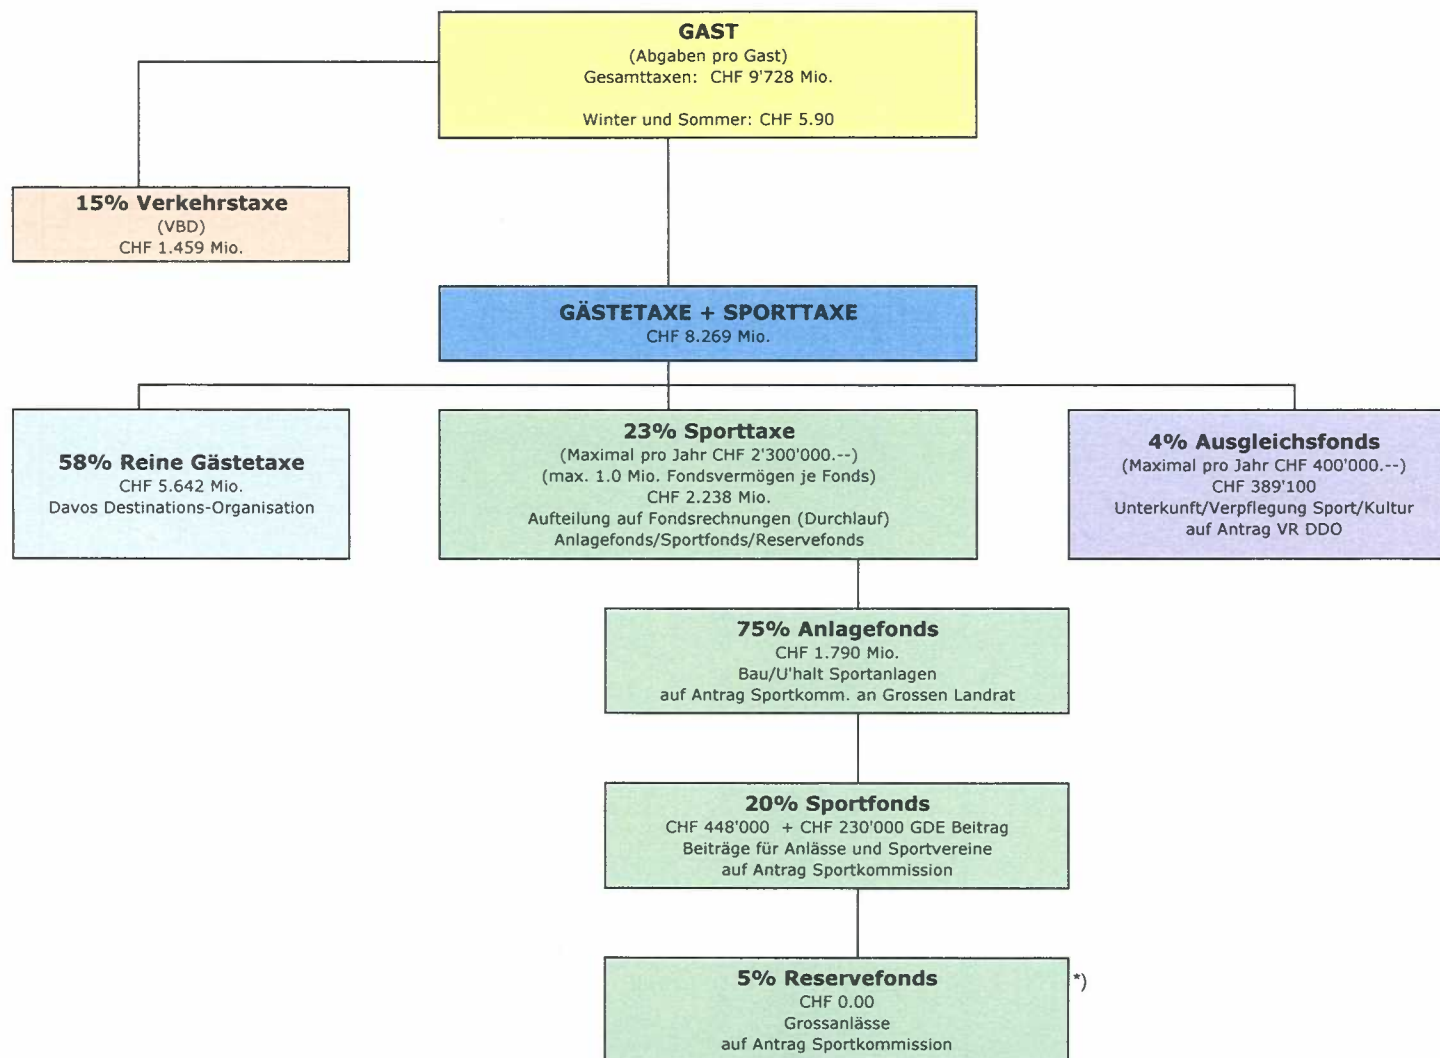 GAST
(Abgaben pro Gast)
Gesamttaxen: CHF 9'728 Mio.
Winter und Sommer: CHF 5.90
15% Verkehrstaxe
(VBD)
CHF 1.459 Mio.
GÄSTETAXE + SPORTTAXE
CHF 8.269 Mio.
58% Reine Gästetaxe
CHF 5.642 Mio.
Davos Destinations-Organisation
23% Sporttaxe
(Maximal pro Jahr CHF 2'300'000.--)
(max. 1.0 Mio. Fondsvermögen je Fonds)
CHF 2.238 Mio.
Aufteilung auf Fondsrechnungen (Durchlauf)
Anlagefonds/Sportfonds/Reservefonds
4% Ausgleichsfonds
(Maximal pro Jahr CHF 400'000.--)
CHF 389'100
Unterkunft/Verpflegung Sport/Kultur
auf Antrag VR DDO
75% Anlagefonds
CHF 1.790 Mio.
Bau/U'halt Sportanlagen
auf Antrag Sportkomm. an Grossen Landrat
20% Sportfonds
CHF 448'000 + CHF 230'000 GDE Beitrag
Beiträge für Anlässe und Sportvereine
auf Antrag Sportkommission
5% Reservefonds
*)
CHF 0.00
Grossanlässe
auf Antrag Sportkommission